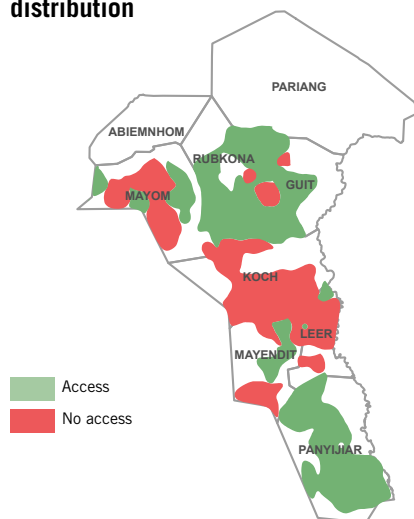 distribution
PARIANG
ABIEMNHOM
RUBKONA
GUIT
MAYOM
KOCH
LEER
MAYENDIT
Access
No access
PANYIJIAR